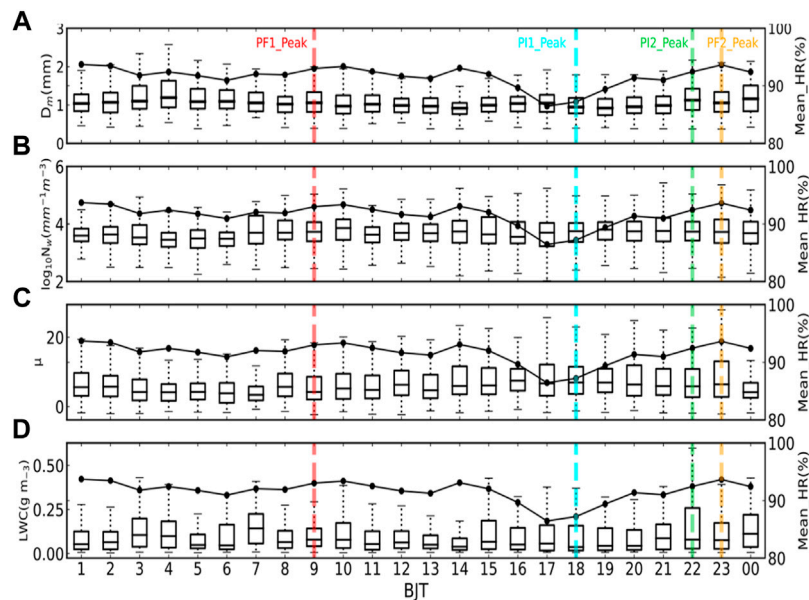 A
PF1_Peak
PI1_Peak
PI2_Peak
PF2_Peak
3
2
1
0
Dm(mm)
100
90
80
Mean_HR(%)
B
6
4
2
log10Nw(mm−1m−3)
100
90
80
Mean HR(%)
C
20
0
μ
100
90
80
Mean HR(%)
D
0.50
0.25
0.00
LWC(g m−3)
100
90
80
Mean HR(%)
1 2 3 4 5 6 7 8 9 10 11 12 13 14 15 16 17 18 19 20 21 22 23 00
BJT